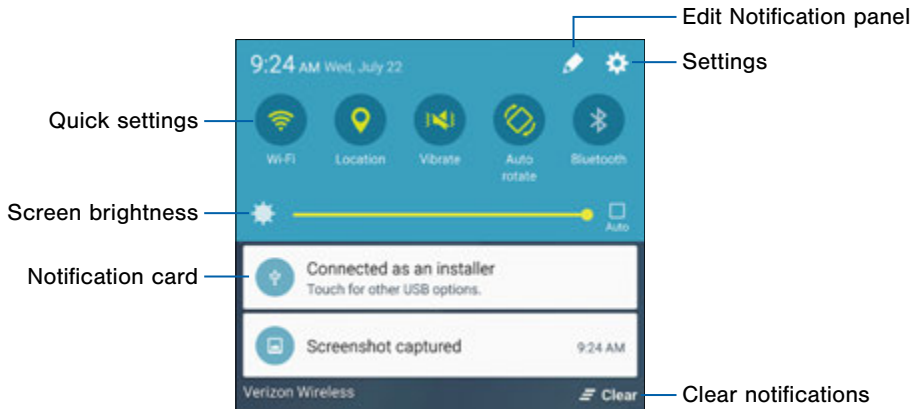 Edit Notification panel
9:24 AM Wed, July 22
Settings
Quick settings
Wi-Fi
Location
Vibrate
Auto
rotate
Bluetooth
Screen brightness
Auto
Notification card
Connected as an installer
Touch for other USB options.
Screenshot captured
9:24 AM
Verizon Wireless
Clear
Clear notifications